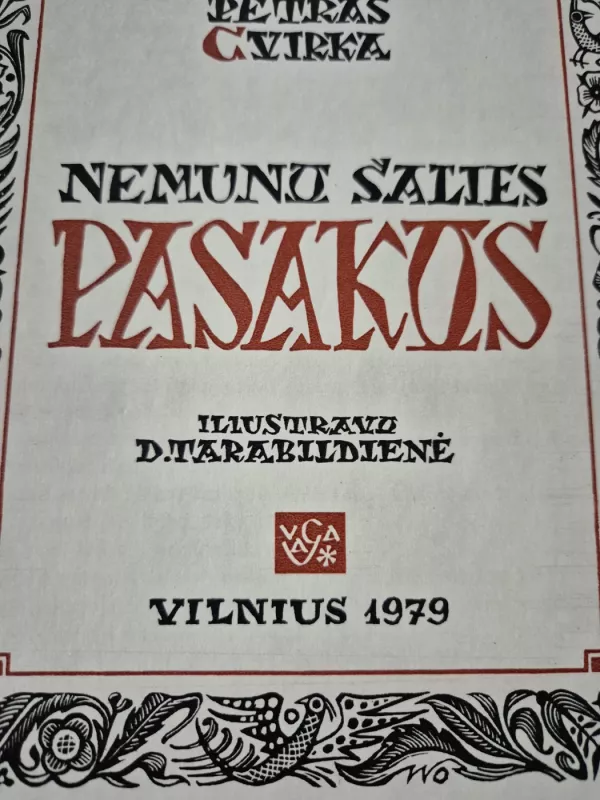 PETRAS
CVIRKA
NEMUNO ŠALIES
PASAKOS
ILIUSTRAVO
D.TARABILDIENĖ
VAGA
VILNIUS 1979